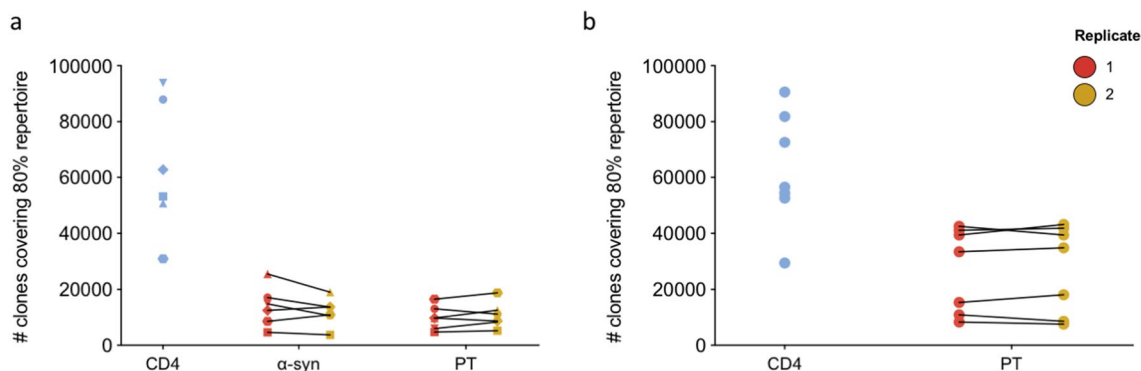 a
# clones covering 80% repertoire
100000
80000
60000
40000
20000
0
CD4 α-syn PT
b
# clones covering 80% repertoire
100000
80000
60000
40000
20000
0
CD4 PT
Replicate
1
2